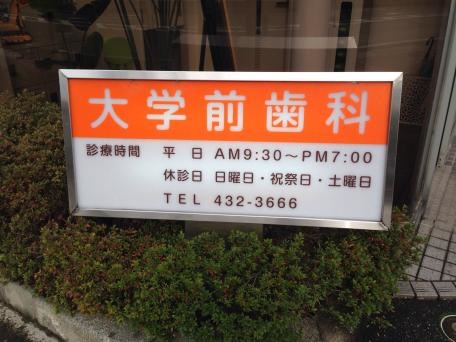 大学前歯科
診療時間 平日 AM9:30〜PM7:00
休診日 日曜日・祝祭日・土曜日
TEL 432-3666